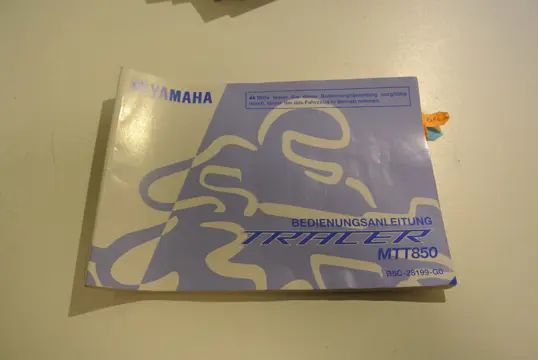 YAMAHA
Bitte lesen Sie diese Bedienungsanleitung sorgfältig
durch, bevor Sie das Fahrzeug in Betrieb nehmen.
BEDIENUNGSANLEITUNG
TRACER
MTT850
B5C-28199-G0